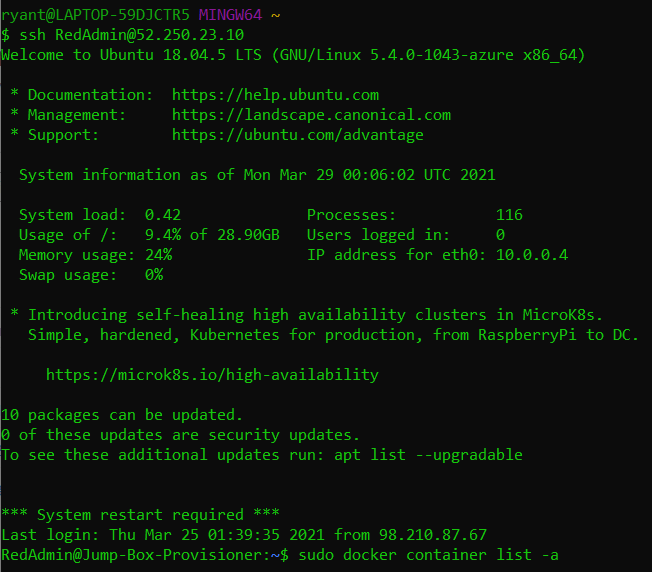 ryant@LAPTOP-59DJCTR5 MINGW64 ~
$ ssh RedAdmin@52.250.23.10
Welcome to Ubuntu 18.04.5 LTS (GNU/Linux 5.4.0-1043-azure x86_64)
* Documentation: https://help.ubuntu.com
* Management: https://landscape.canonical.com
* Support: https://ubuntu.com/advantage
System information as of Mon Mar 29 00:06:02 UTC 2021
System load: 0.42 Processes: 116
Usage of /: 9.4% of 28.90GB Users logged in: 0
Memory usage: 24% IP address for eth0: 10.0.0.4
Swap usage: 0%
* Introducing self-healing high availability clusters in MicroK8s.
Simple, hardened, Kubernetes for production, from RaspberryPi to DC.
https://microk8s.io/high-availability
10 packages can be updated.
0 of these updates are security updates.
To see these additional updates run: apt list --upgradable
*** System restart required ***
Last login: Thu Mar 25 01:39:35 2021 from 98.210.87.67
RedAdmin@Jump-Box-Provisioner:~$ sudo docker container list -a